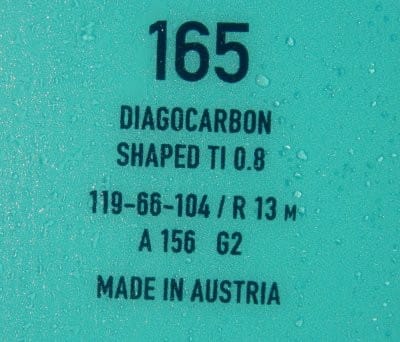 165
DIAGOCARBON
SHAPED TI 0.8
119-66-104 / R 13 M
A 156 G2
MADE IN AUSTRIA